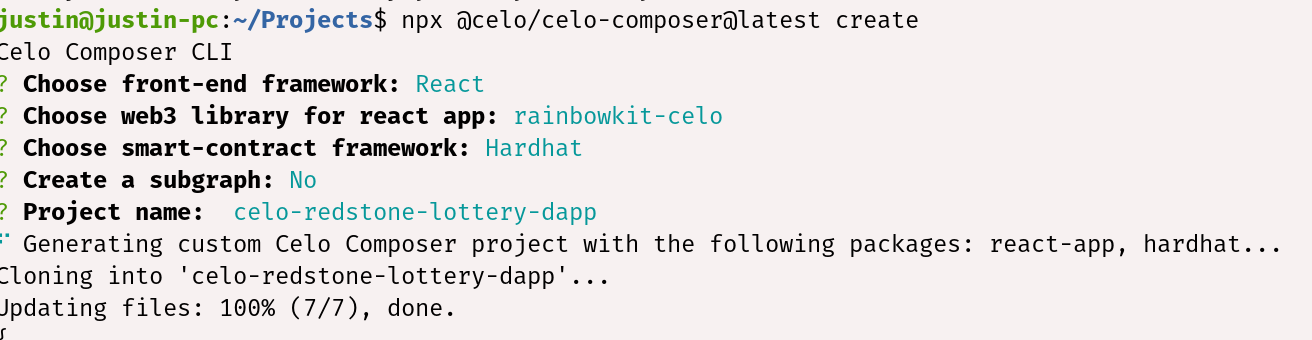 justin@justin-pc:~/Projects$ npx @celo/celo-composer@latest create
Celo Composer CLI
? Choose front-end framework: React
? Choose web3 library for react app: rainbowkit-celo
? Choose smart-contract framework: Hardhat
? Create a subgraph: No
? Project name:  celo-redstone-lottery-dapp
⠋ Generating custom Celo Composer project with the following packages: react-app, hardhat...
Cloning into 'celo-redstone-lottery-dapp'...
Updating files: 100% (7/7), done.